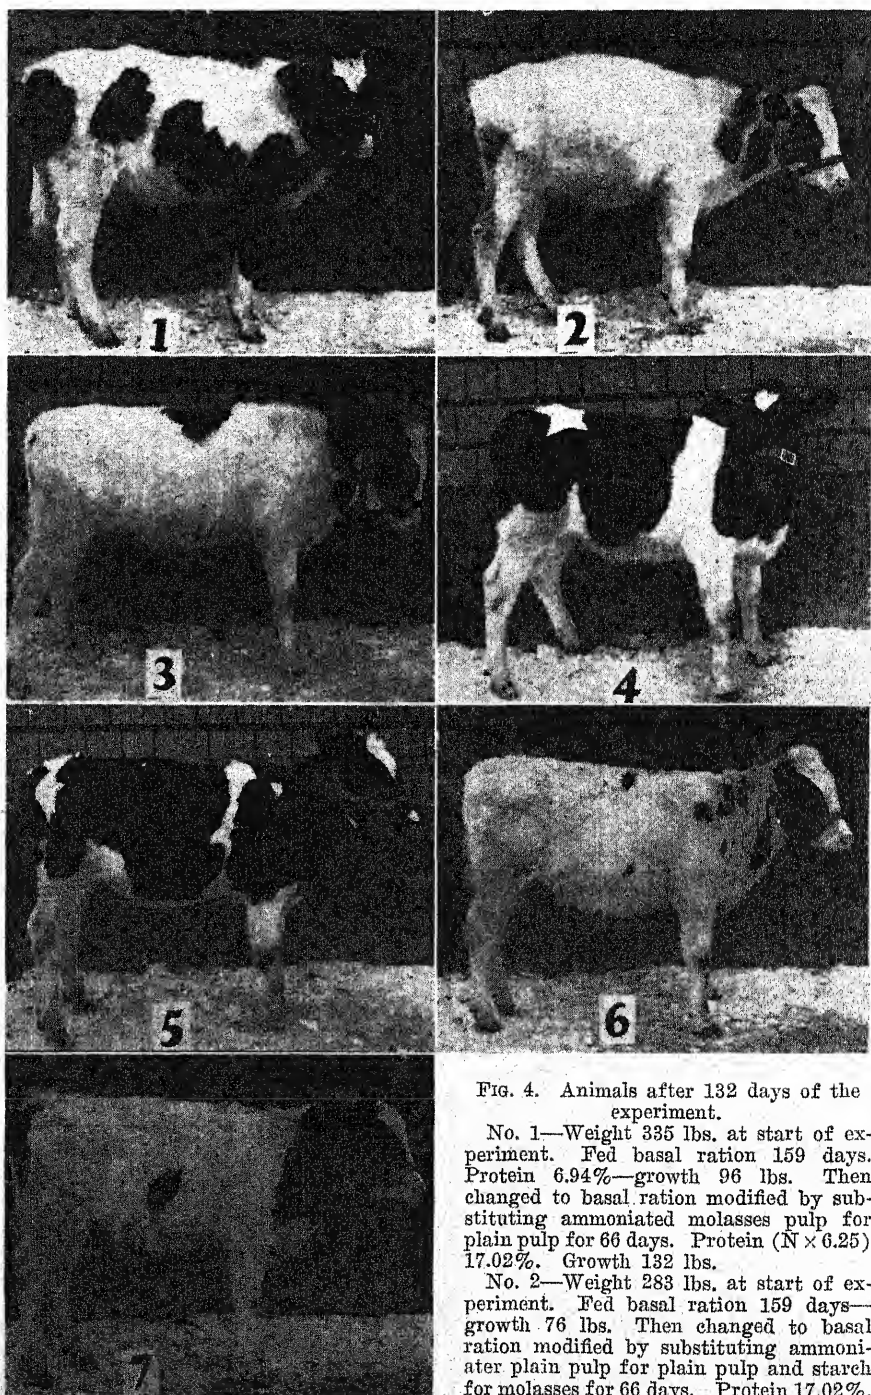 1
2
3
4
5
6
7
FIG. 4. Animals after 132 days of the
experiment.
No. 1—Weight 335 lbs. at start of ex-
periment. Fed basal ration 159 days.
Protein 6.94%—growth 96 lbs. Then
changed to basal ration modified by sub-
stituting ammoniated molasses pulp for
plain pulp for 66 days. Protein (N × 6.25)
17.02%. Growth 132 lbs.
No. 2—Weight 283 lbs. at start of ex-
periment. Fed basal ration 159 days—
growth 76 lbs. Then changed to basal
ration modified by substituting ammoni-
ater plain pulp for plain pulp and starch
for molasses for 66 days. Protein 17.02%.